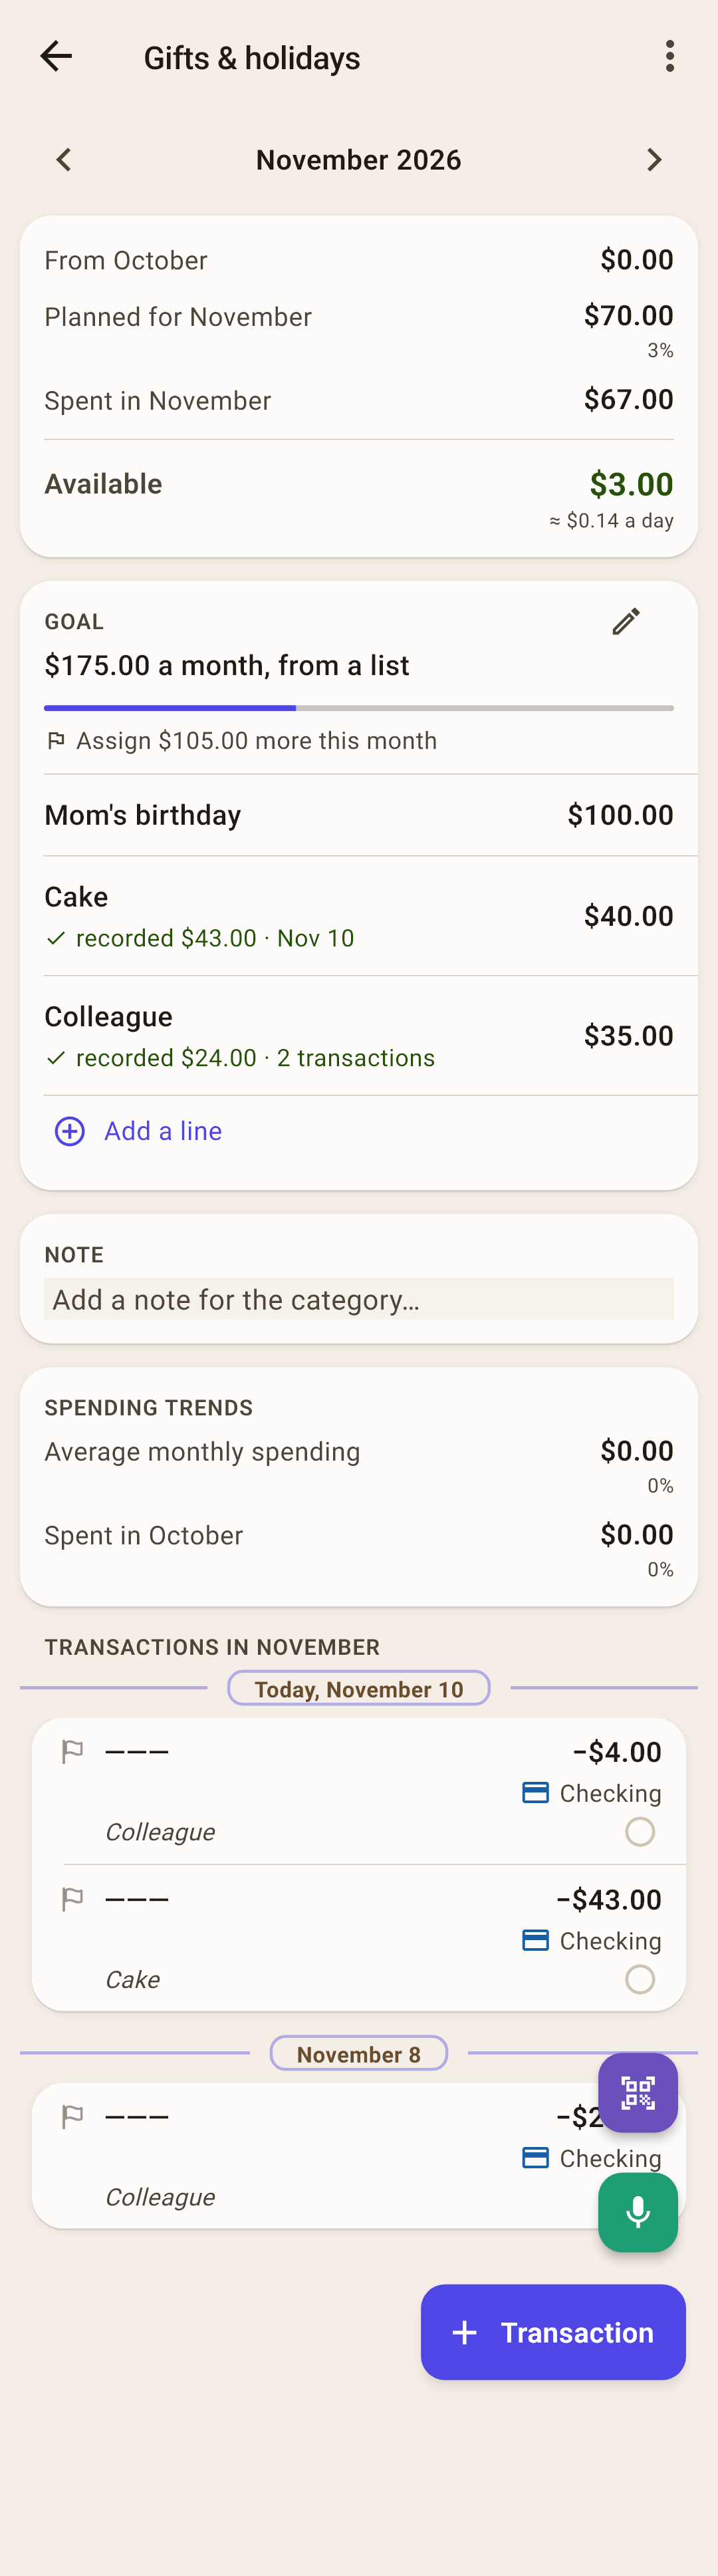 Gifts & holidays
November 2026
From October $0.00
Planned for November $70.00
3%
Spent in November $67.00
Available $3.00
≈ $0.14 a day
GOAL
$175.00 a month, from a list
Assign $105.00 more this month
Mom's birthday $100.00
Cake $40.00
recorded $43.00 · Nov 10
Colleague $35.00
recorded $24.00 · 2 transactions
Add a line
NOTE
Add a note for the category…
SPENDING TRENDS
Average monthly spending $0.00
0%
Spent in October $0.00
0%
TRANSACTIONS IN NOVEMBER
Today, November 10
——— −$4.00
Checking
Colleague
——— −$43.00
Checking
Cake
November 8
——— −$2
Checking
Colleague
+ Transaction